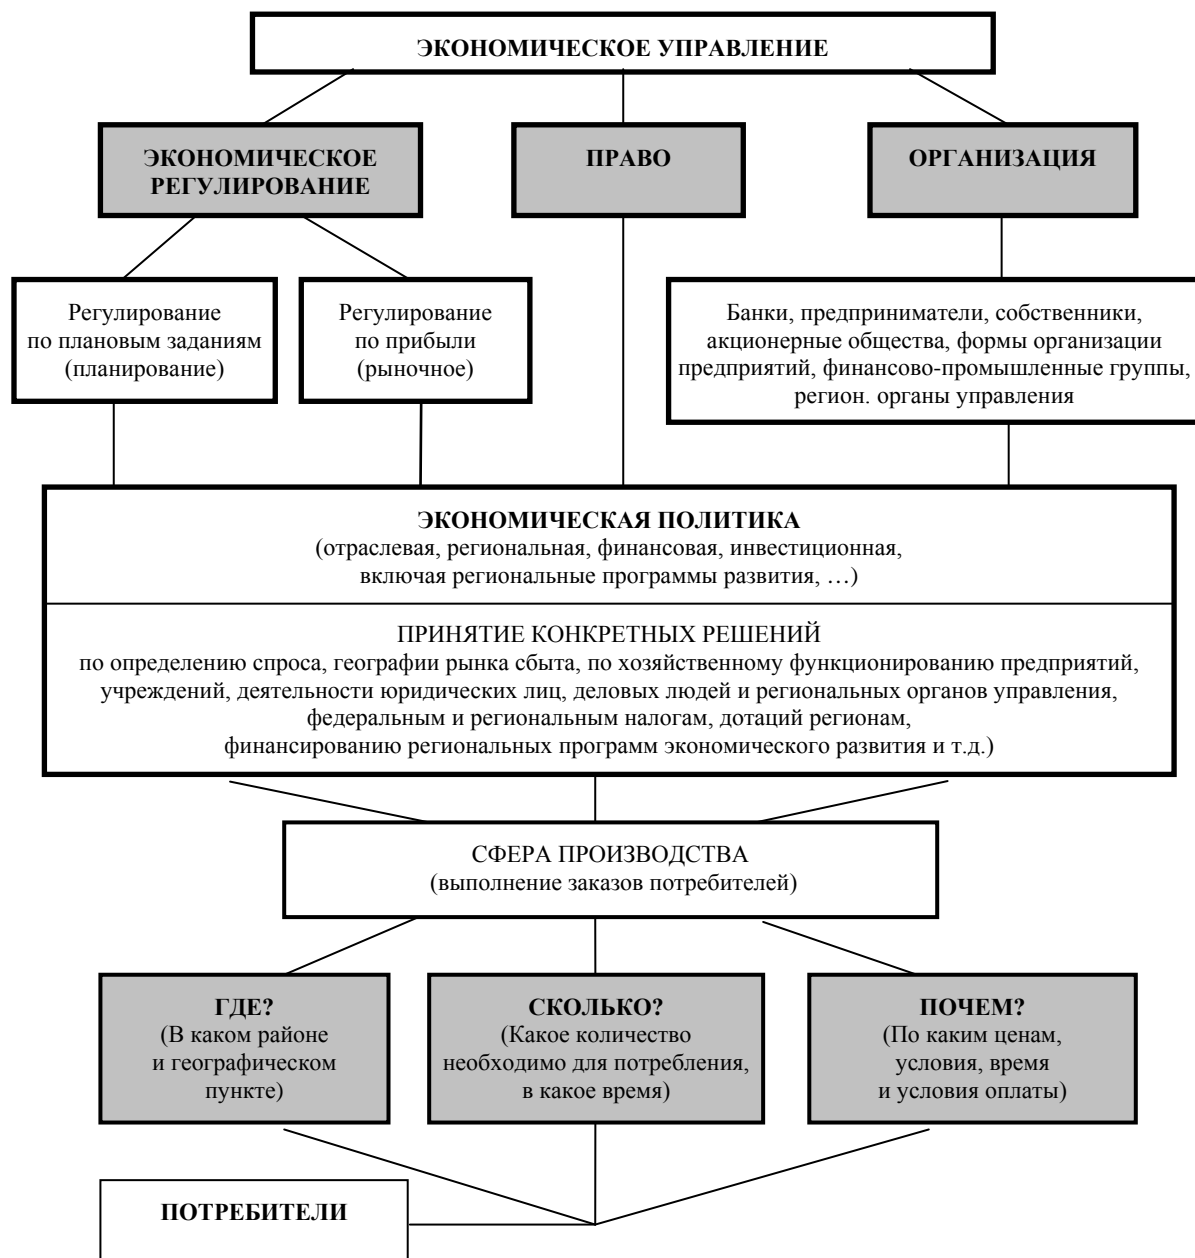 ЭКОНОМИЧЕСКОЕ УПРАВЛЕНИЕ
ЭКОНОМИЧЕСКОЕ
РЕГУЛИРОВАНИЕ
ПРАВО
ОРГАНИЗАЦИЯ
Регулирование
по плановым заданиям
(планирование)
Регулирование
по прибыли
(рыночное)
Банки, предприниматели, собственники,
акционерные общества, формы организации
предприятий, финансово-промышленные группы,
регион. органы управления
ЭКОНОМИЧЕСКАЯ ПОЛИТИКА
(отраслевая, региональная, финансовая, инвестиционная,
включая региональные программы развития, …)
ПРИНЯТИЕ КОНКРЕТНЫХ РЕШЕНИЙ
по определению спроса, географии рынка сбыта, по хозяйственному функционированию предприятий,
учреждений, деятельности юридических лиц, деловых людей и региональных органов управления,
федеральным и региональным налогам, дотаций регионам,
финансированию региональных программ экономического развития и т.д.)
СФЕРА ПРОИЗВОДСТВА
(выполнение заказов потребителей)
ГДЕ?
(В каком районе
и географическом
пункте)
СКОЛЬКО?
(Какое количество
необходимо для потребления,
в какое время)
ПОЧЕМ?
(По каким ценам,
условия, время
и условия оплаты)
ПОТРЕБИТЕЛИ